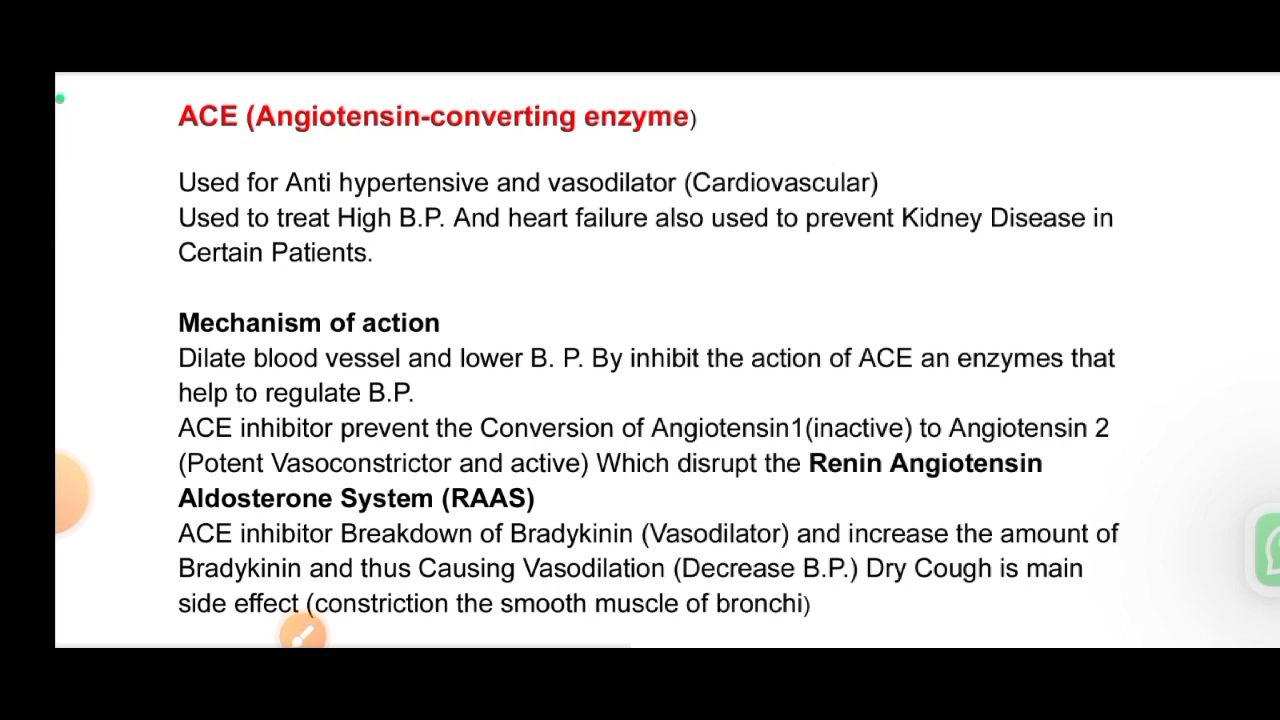 ACE (Angiotensin-converting enzyme)
Used for Anti hypertensive and vasodilator (Cardiovascular)
Used to treat High B.P. And heart failure also used to prevent Kidney Disease in
Certain Patients.
Mechanism of action
Dilate blood vessel and lower B. P. By inhibit the action of ACE an enzymes that
help to regulate B.P.
ACE inhibitor prevent the Conversion of Angiotensin1(inactive) to Angiotensin 2
(Potent Vasoconstrictor and active) Which disrupt the Renin Angiotensin
Aldosterone System (RAAS)
ACE inhibitor Breakdown of Bradykinin (Vasodilator) and increase the amount of
Bradykinin and thus Causing Vasodilation (Decrease B.P.) Dry Cough is main
side effect (constriction the smooth muscle of bronchi)